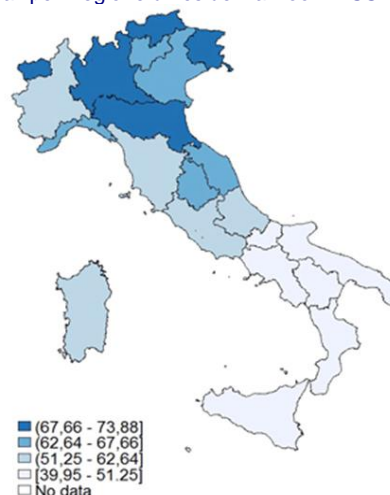 (67,66 - 73,88]
(62,64 - 67,66]
(51,25 - 62,64]
[39,95 - 51.25]
No data